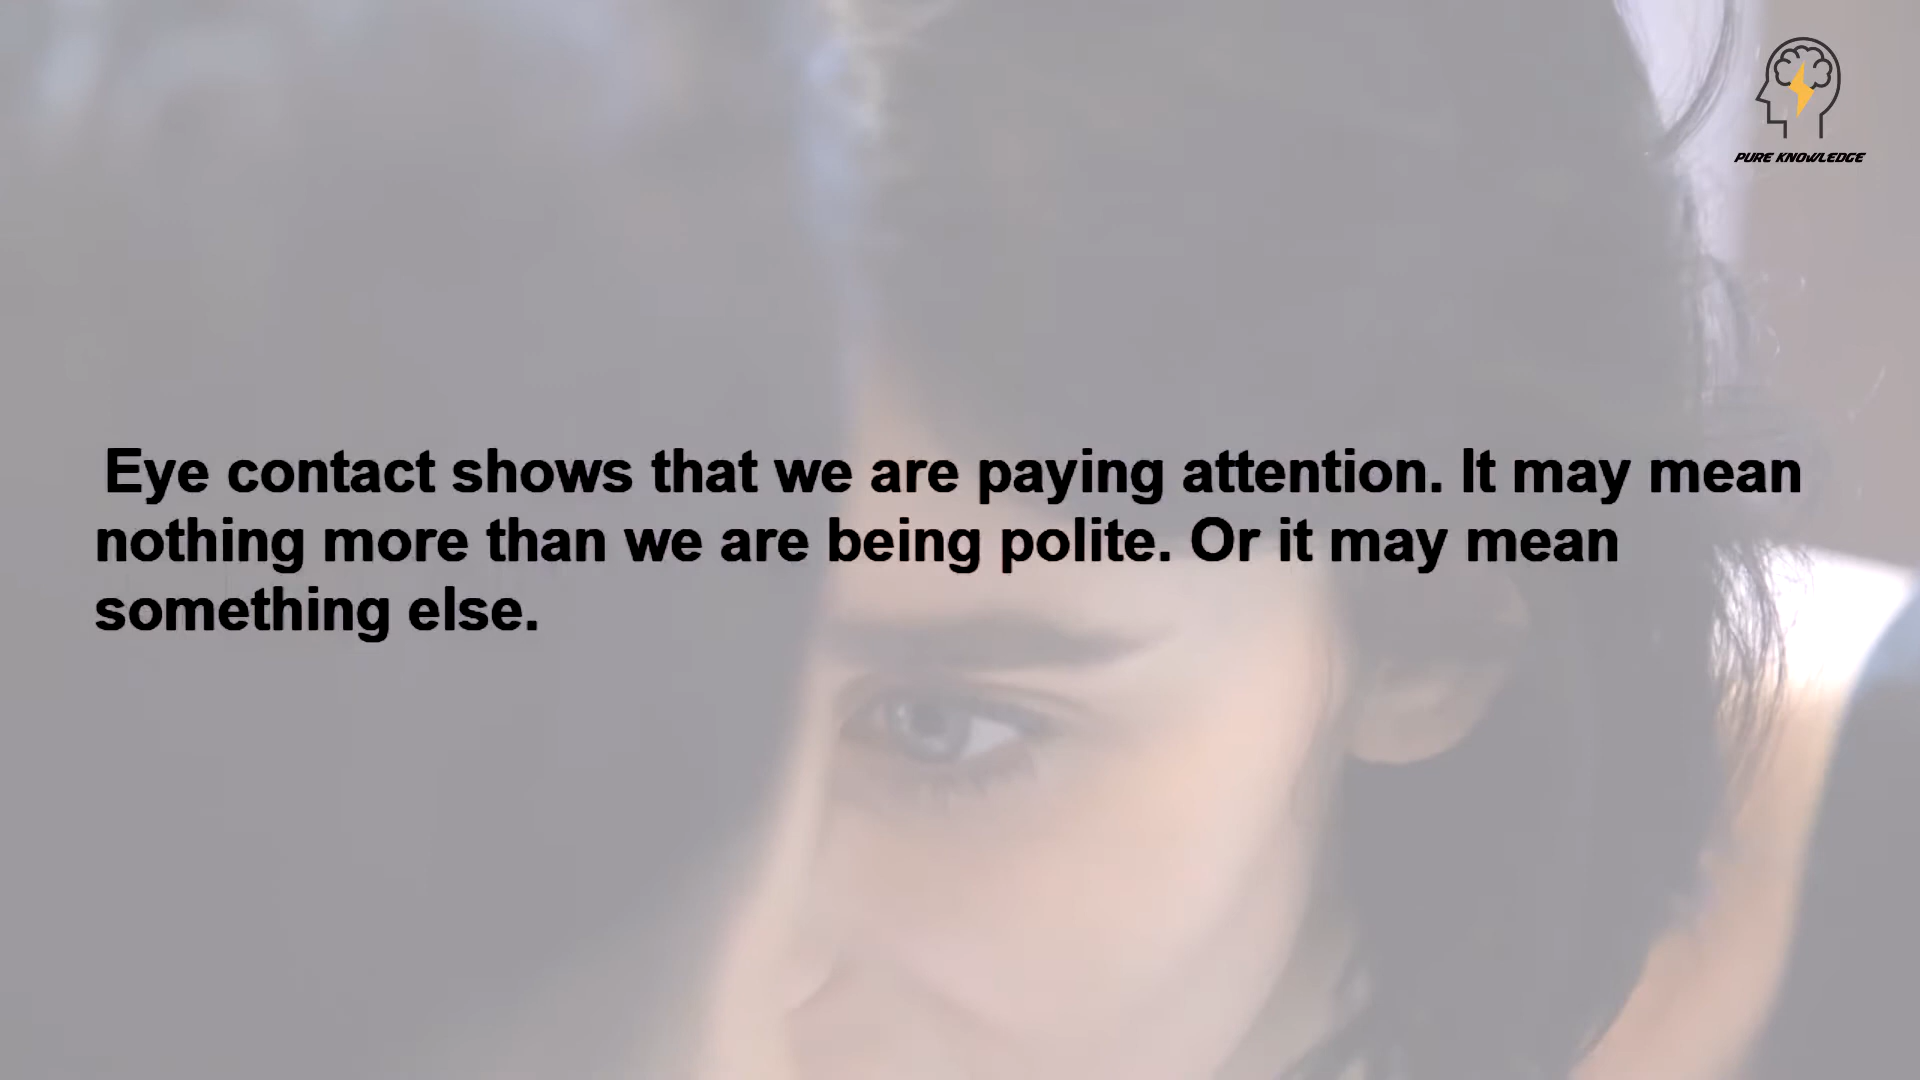 PURE KNOWLEDGE
Eye contact shows that we are paying attention. It may mean
nothing more than we are being polite. Or it may mean
something else.